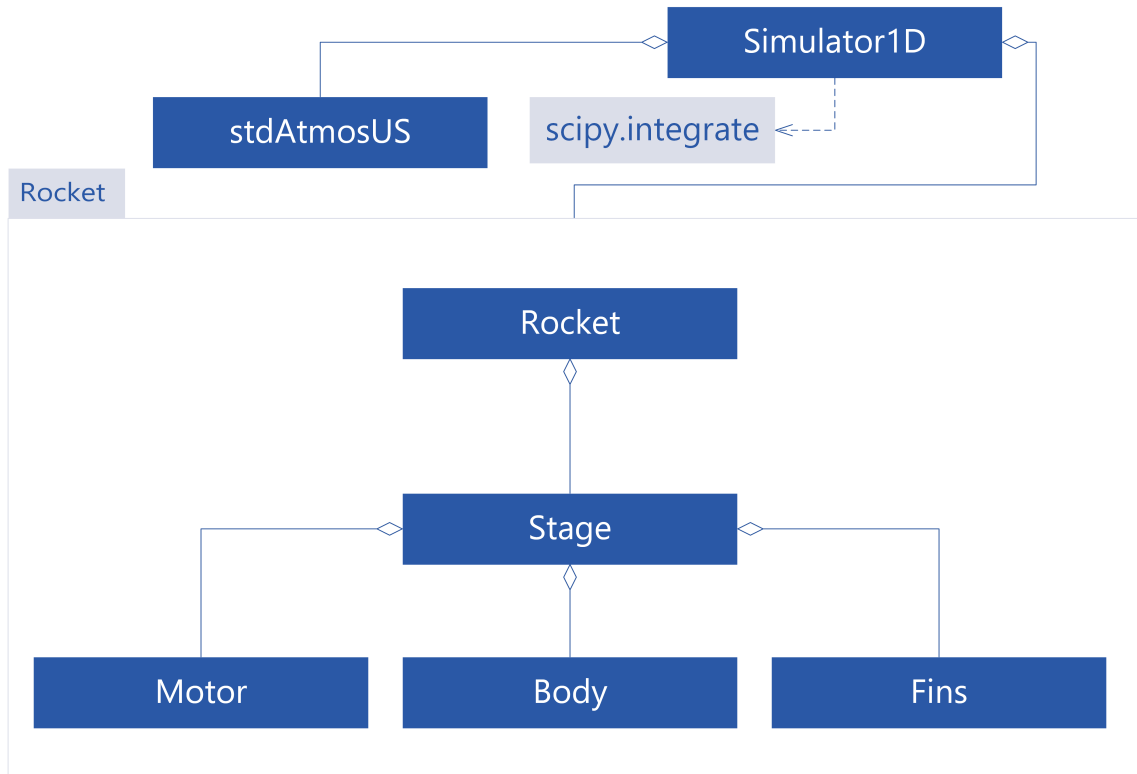 Simulator1D
stdAtmosUS
scipy.integrate
Rocket
Rocket
Stage
Motor
Body
Fins